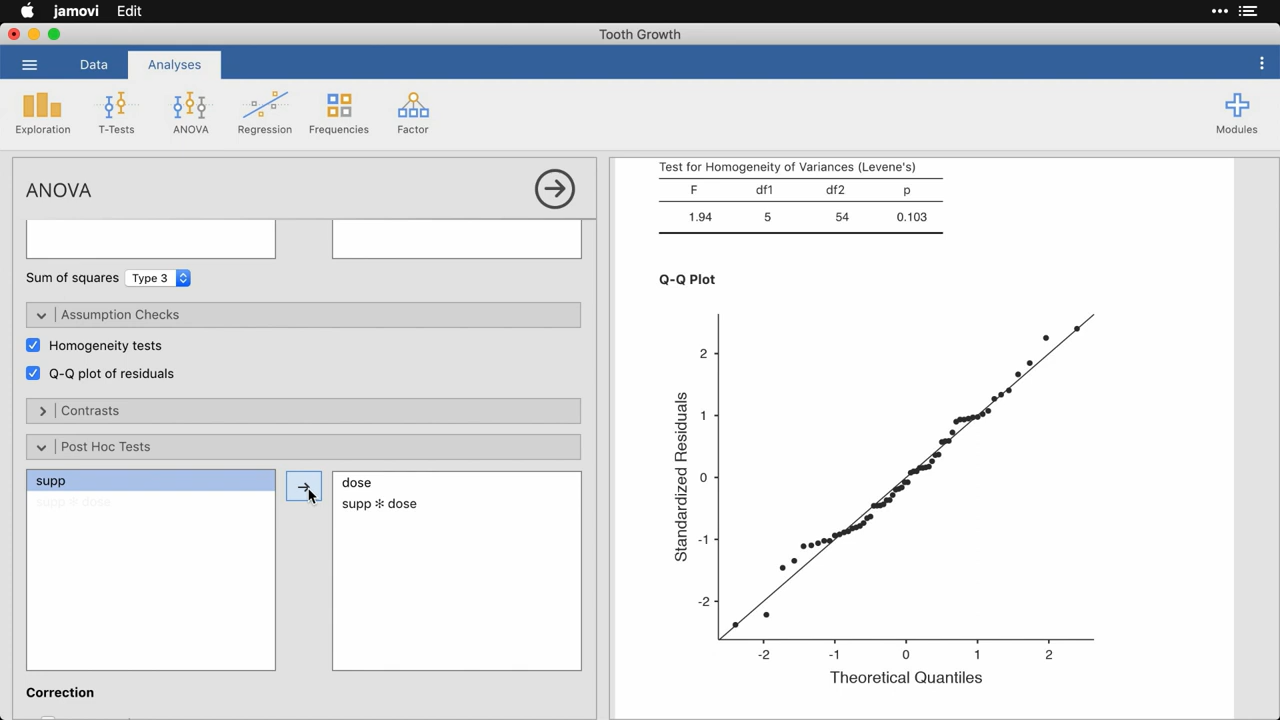 jamovi Edit
Tooth Growth
Data Analyses
Exploration T-Tests ANOVA Regression Frequencies Factor Modules
ANOVA
Sum of squares Type 3
Assumption Checks
Homogeneity tests
Q-Q plot of residuals
Contrasts
Post Hoc Tests
supp
supp ✻ dose
dose
supp ✻ dose
Correction
Test for Homogeneity of Variances (Levene's)
F df1 df2 p
1.94 5 54 0.103
Q-Q Plot
Standardized Residuals
2
1
0
-1
-2
-2 -1 0 1 2
Theoretical Quantiles